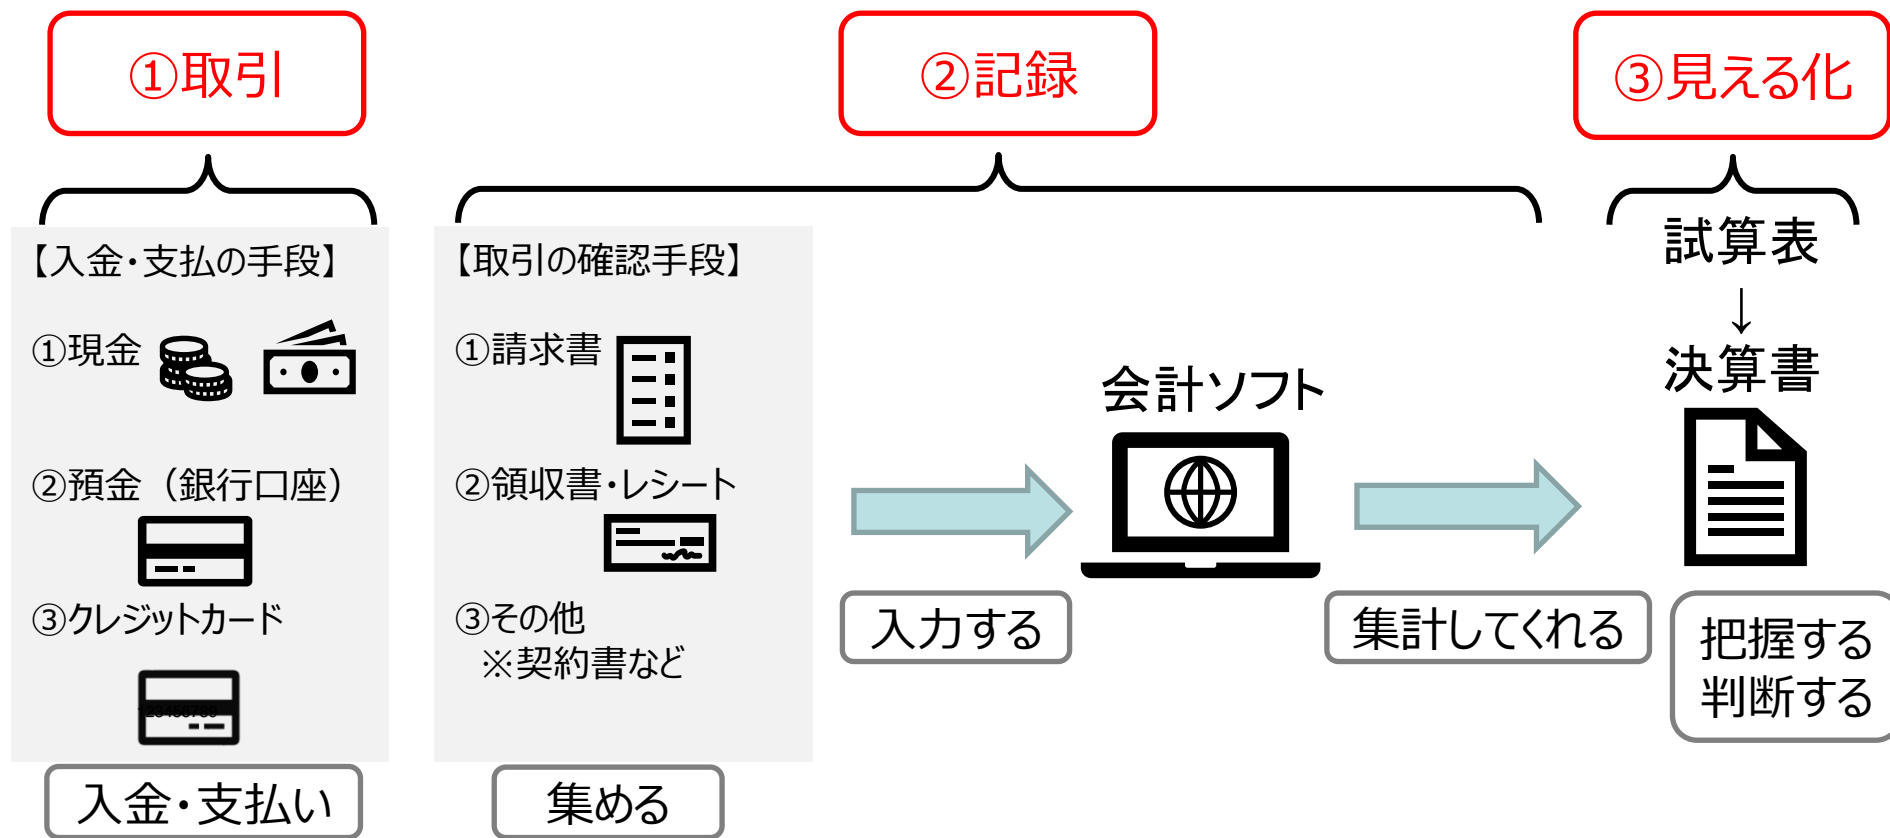 ①取引
②記録
③見える化
【入金・支払の手段】
①現金
②預金（銀行口座）
③クレジットカード
123456789
入金・支払い
【取引の確認手段】
①請求書
②領収書・レシート
③その他
※契約書など
集める
入力する
会計ソフト
集計してくれる
試算表
↓
決算書
把握する
判断する